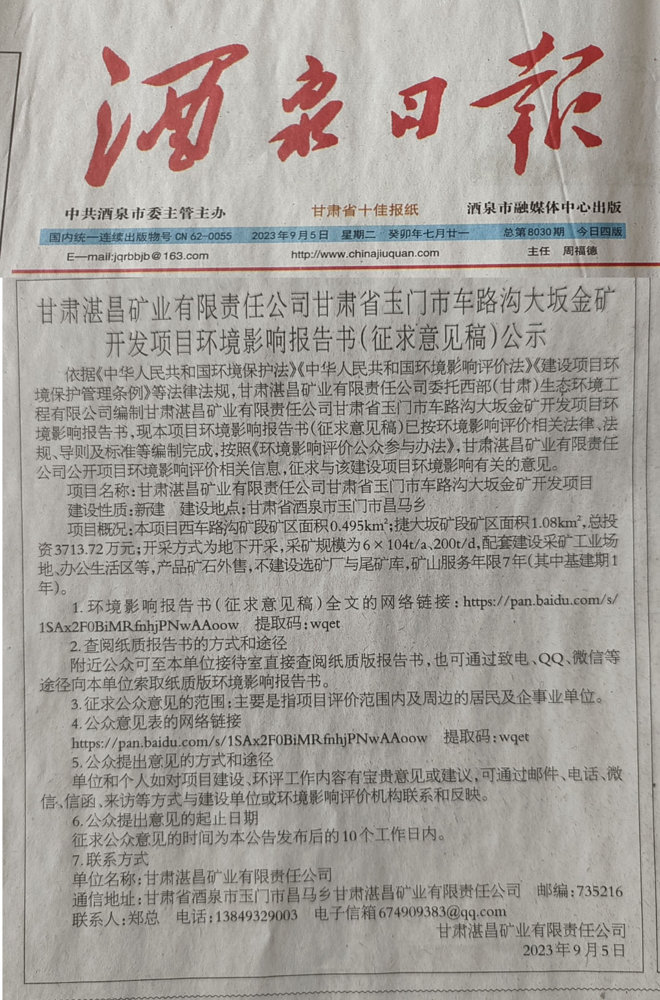 酒泉日報
中共酒泉市委主管主办 甘肃省十佳报纸 酒泉市融媒体中心出版
国内统一连续出版物号 CN 62-0055 2023年9月5日 星期二 癸卯年七月廿一 总第8030期 今日四版
E—mail:jqrbbjb@163.com http://www.chinajiuquan.com 主任 周福德
甘肃湛昌矿业有限责任公司甘肃省玉门市车路沟大坂金矿
开发项目环境影响报告书(征求意见稿)公示
依据《中华人民共和国环境保护法》《中华人民共和国环境影响评价法》《建设项目环
境保护管理条例》等法律法规,甘肃湛昌矿业有限责任公司委托西部(甘肃)生态环境工
程有限公司编制甘肃湛昌矿业有限责任公司甘肃省玉门市车路沟大坂金矿开发项目环
境影响报告书,现本项目环境影响报告书(征求意见稿)已按环境影响评价相关法律、法
规、导则及标准等编制完成,按照《环境影响评价公众参与办法》,甘肃湛昌矿业有限责任
公司公开项目环境影响评价相关信息,征求与该建设项目环境影响有关的意见。
项目名称:甘肃湛昌矿业有限责任公司甘肃省玉门市车路沟大坂金矿开发项目
建设性质:新建 建设地点:甘肃省酒泉市玉门市昌马乡
项目概况:本项目西车路沟矿段矿区面积0.495km²;捷大坂矿段矿区面积1.08km²,总投
资3713.72万元;开采方式为地下开采,采矿规模为6×104t/a、200t/d,配套建设采矿工业场
地、办公生活区等,产品矿石外售,不建设选矿厂与尾矿库,矿山服务年限7年(其中基建期1
年)。
1.环境影响报告书(征求意见稿)全文的网络链接:https://pan.baidu.com/s/
1SAx2F0BiMRfnhjPNwAAoow 提取码:wqet
2.查阅纸质报告书的方式和途径
附近公众可至本单位接待室直接查阅纸质版报告书,也可通过致电、QQ、微信等
途径向本单位索取纸质版环境影响报告书。
3.征求公众意见的范围:主要是指项目评价范围内及周边的居民及企事业单位。
4.公众意见表的网络链接
https://pan.baidu.com/s/1SAx2F0BiMRfnhjPNwAAoow 提取码:wqet
5.公众提出意见的方式和途径
单位和个人如对项目建设、环评工作内容有宝贵意见或建议,可通过邮件、电话、微
信、信函、来访等方式与建设单位或环境影响评价机构联系和反映。
6.公众提出意见的起止日期
征求公众意见的时间为本公告发布后的10个工作日内。
7.联系方式
单位名称:甘肃湛昌矿业有限责任公司
通信地址:甘肃省酒泉市玉门市昌马乡甘肃湛昌矿业有限责任公司 邮编:735216
联系人:郑总 电话:13849329003 电子信箱674909383@qq.com
甘肃湛昌矿业有限责任公司
2023年9月5日